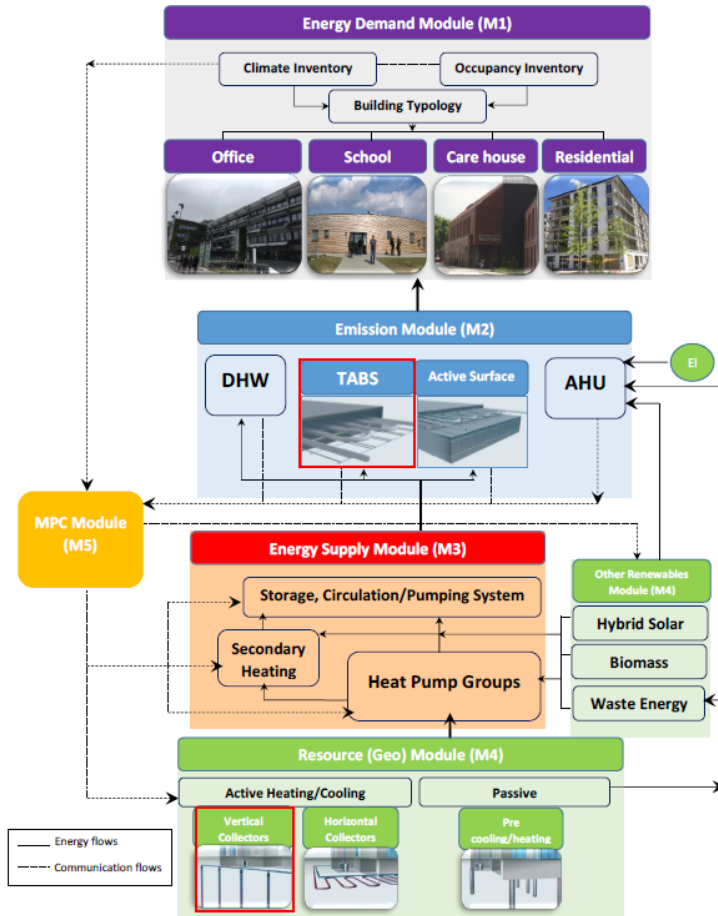 Energy Demand Module (M1)
Climate Inventory
Occupancy Inventory
Building Typology
Office
School
Care house
Residential
Emission Module (M2)
DHW
TABS
Active Surface
AHU
El
MPC Module
(M5)
Energy Supply Module (M3)
Storage, Circulation/Pumping System
Secondary
Heating
Heat Pump Groups
Other Renewables
Module (M4)
Hybrid Solar
Biomass
Waste Energy
Resource (Geo) Module (M4)
Active Heating/Cooling
Passive
Vertical
Collectors
Horizontal
Collectors
Pre
cooling/heating
Energy flows
Communication flows